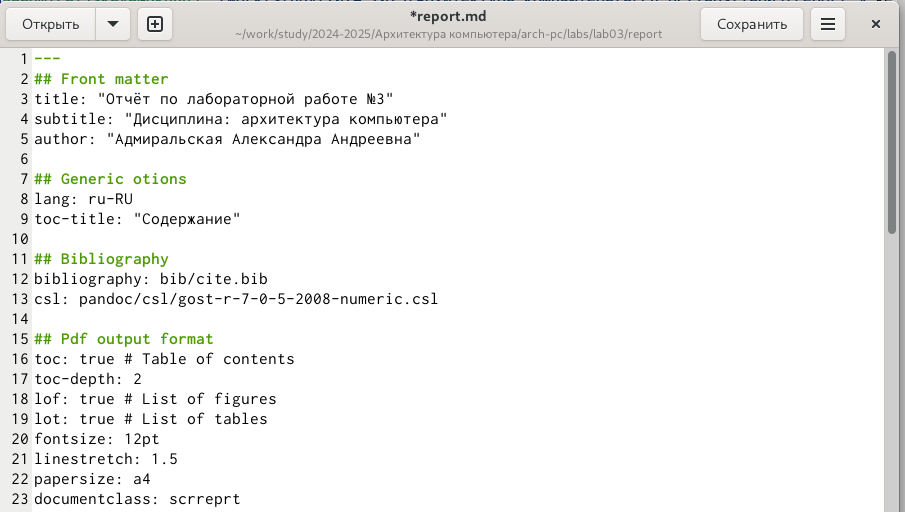 Открыть
*report.md
~/work/study/2024-2025/Архитектура компьютера/arch-pc/labs/lab03/report
Сохранить
1 ---
2 ## Front matter
3 title: "Отчёт по лабораторной работе №3"
4 subtitle: "Дисциплина: архитектура компьютера"
5 author: "Адмиральская Александра Андреевна"
6
7 ## Generic otions
8 lang: ru-RU
9 toc-title: "Содержание"
10
11 ## Bibliography
12 bibliography: bib/cite.bib
13 csl: pandoc/csl/gost-r-7-0-5-2008-numeric.csl
14
15 ## Pdf output format
16 toc: true # Table of contents
17 toc-depth: 2
18 lof: true # List of figures
19 lot: true # List of tables
20 fontsize: 12pt
21 linestretch: 1.5
22 papersize: a4
23 documentclass: scrreprt